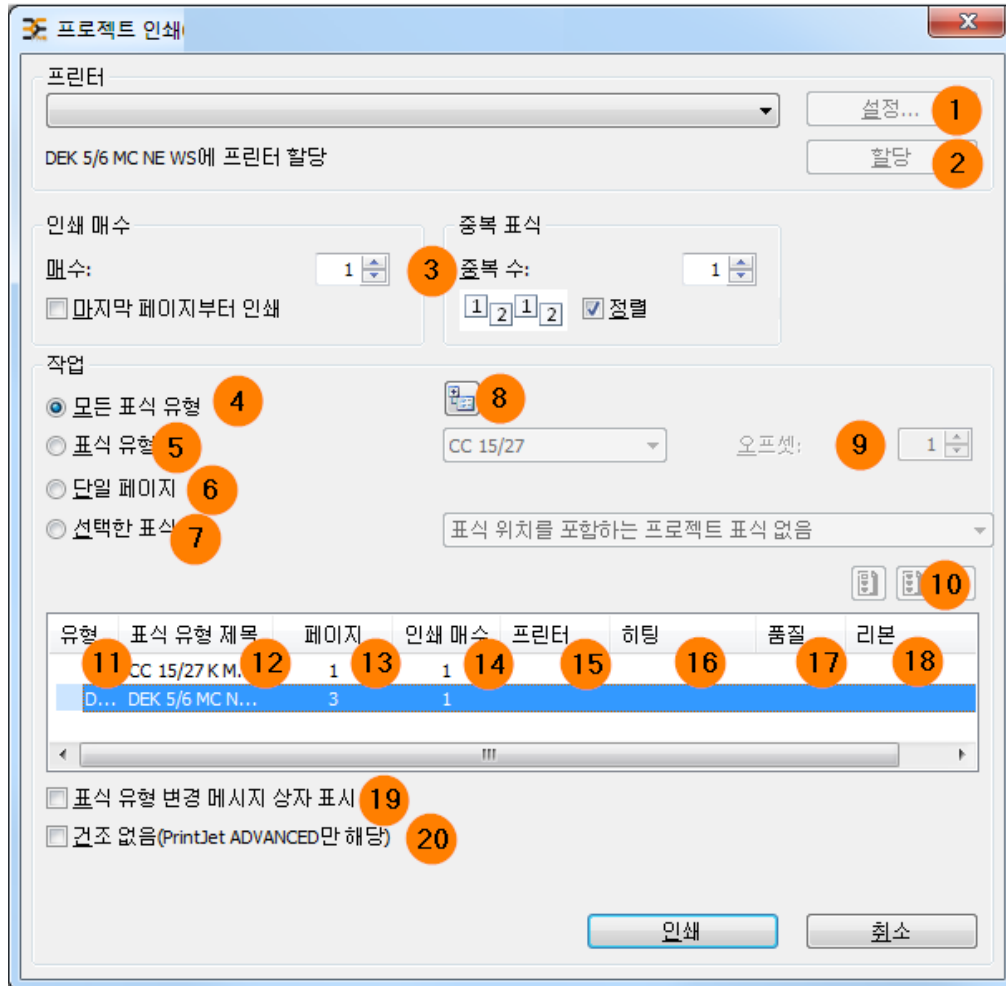 프로젝트 인쇄
프린터
설정... 1
DEK 5/6 MC NE WS에 프린터 할당
할당 2
인쇄 매수
중복 표식
매수: 1 3
중복 수: 1
마지막 페이지부터 인쇄
1 2 1 2 정렬
작업
모든 표식 유형 4
8
표식 유형 5
CC 15/27
오프셋: 9 1
단일 페이지 6
선택한 표식 7
표식 위치를 포함하는 프로젝트 표식 없음
10
유형 표식 유형 제목 페이지 인쇄 매수 프린터 히팅 품질 리본
11 12 13 14 15 16 17 18
CC 15/27 K M. 1 1
D... DEK 5/6 MC N... 3 1
표식 유형 변경 메시지 상자 표시 19
건조 없음(PrintJet ADVANCED만 해당) 20
인쇄
취소